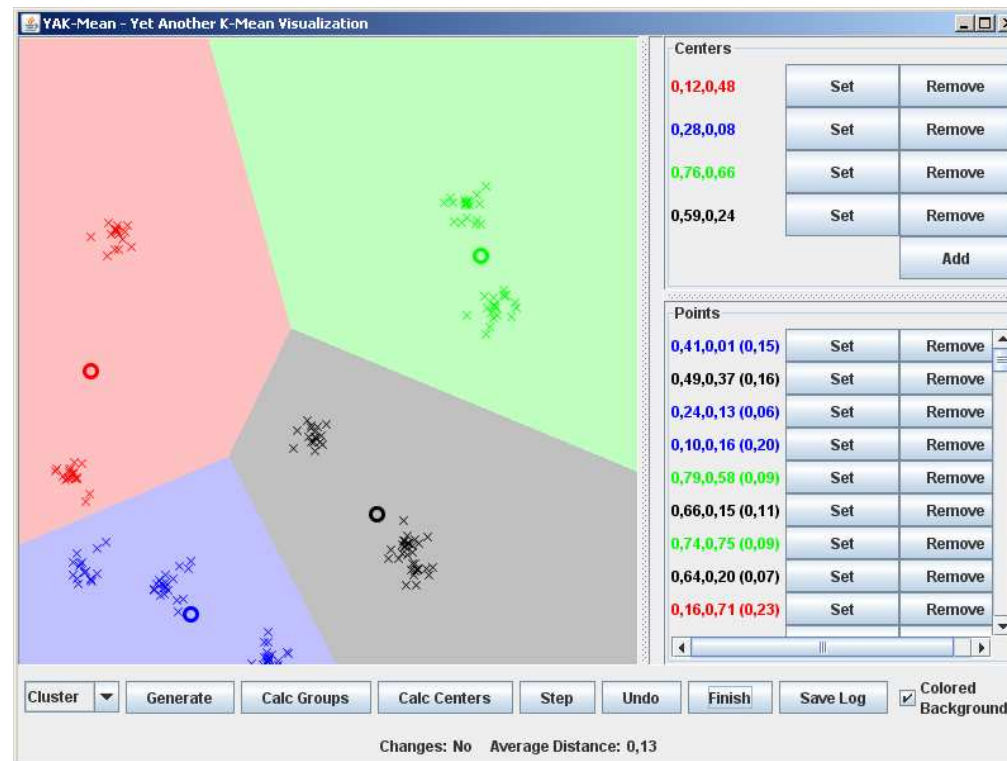 YAK-Mean - Yet Another K-Mean Visualization
Centers
0,12,0,48 Set Remove
0,28,0,08 Set Remove
0,76,0,66 Set Remove
0,59,0,24 Set Remove
Add
Points
0,41,0,01 (0,15) Set Remove
0,49,0,37 (0,16) Set Remove
0,24,0,13 (0,06) Set Remove
0,10,0,16 (0,20) Set Remove
0,79,0,58 (0,09) Set Remove
0,66,0,15 (0,11) Set Remove
0,74,0,75 (0,09) Set Remove
0,64,0,20 (0,07) Set Remove
0,16,0,71 (0,23) Set Remove
Cluster Generate Calc Groups Calc Centers Step Undo Finish Save Log Colored Background
Changes: No Average Distance: 0,13